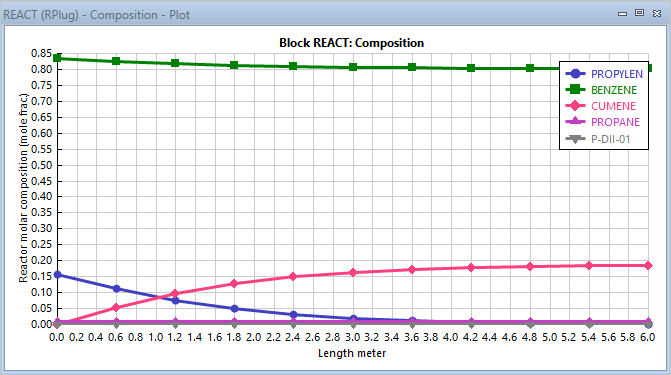 REACT (RPlug) - Composition - Plot
Block REACT: Composition
Reactor molar composition (mole frac.)
0.85
0.80
0.75
0.70
0.65
0.60
0.55
0.50
0.45
0.40
0.35
0.30
0.25
0.20
0.15
0.10
0.05
0.00
PROPYLEN
BENZENE
CUMENE
PROPANE
P-DII-01
0.0 0.2 0.4 0.6 0.8 1.0 1.2 1.4 1.6 1.8 2.0 2.2 2.4 2.6 2.8 3.0 3.2 3.4 3.6 3.8 4.0 4.2 4.4 4.6 4.8 5.0 5.2 5.4 5.6 5.8 6.0
Length meter